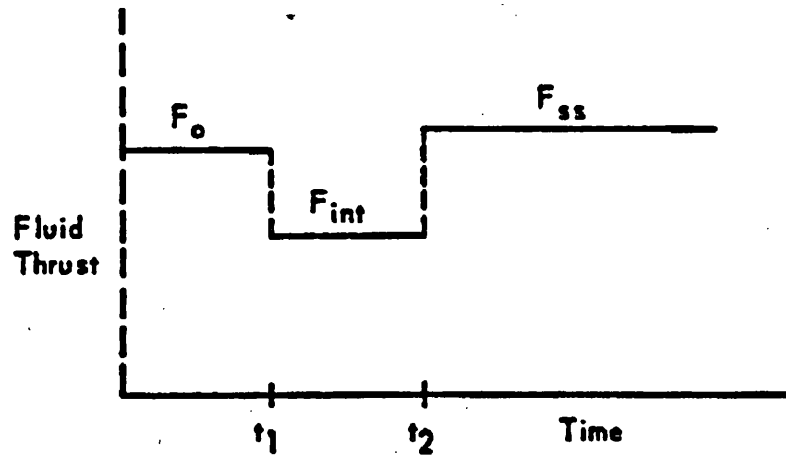 F_ss
F_o
F_int
Fluid
Thrust
t_1
t_2
Time